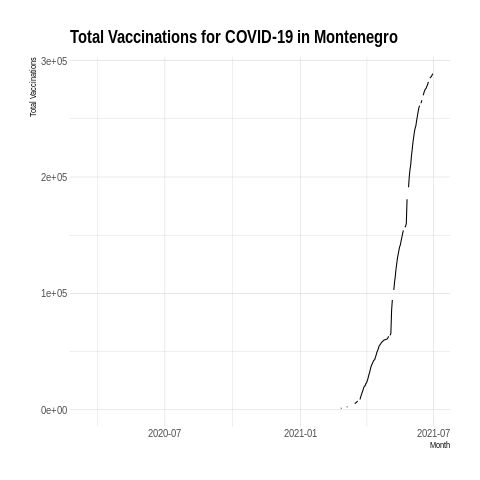 Total Vaccinations for COVID-19 in Montenegro
Total Vaccinations
3e+05
2e+05
1e+05
0e+00
2020-07
2021-01
2021-07
Month